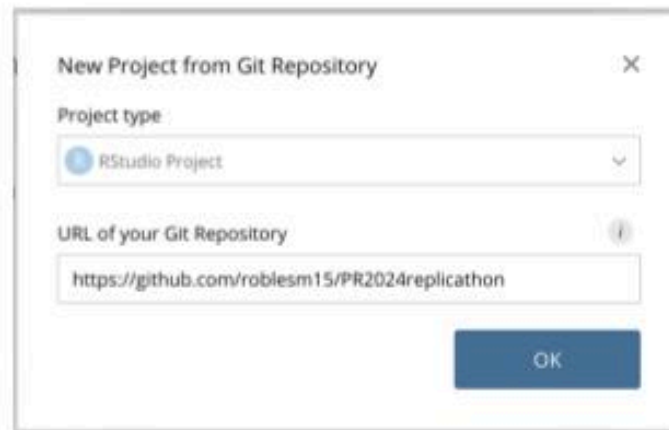 New Project from Git Repository
Project type
RStudio Project
URL of your Git Repository
https://github.com/roblesm15/PR2024replicathon
OK